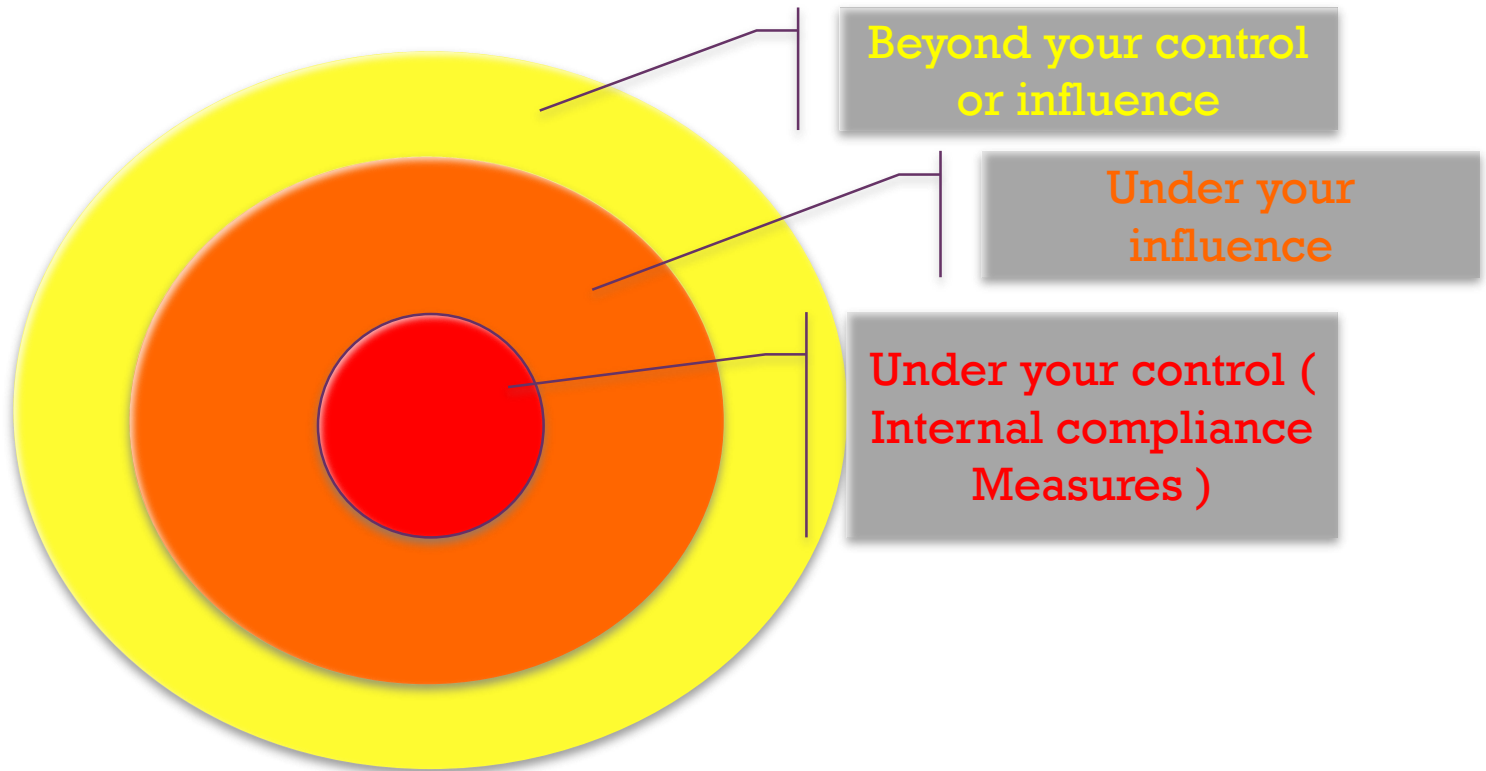 Beyond your control
or influence
Under your
influence
Under your control (
Internal compliance
Measures )